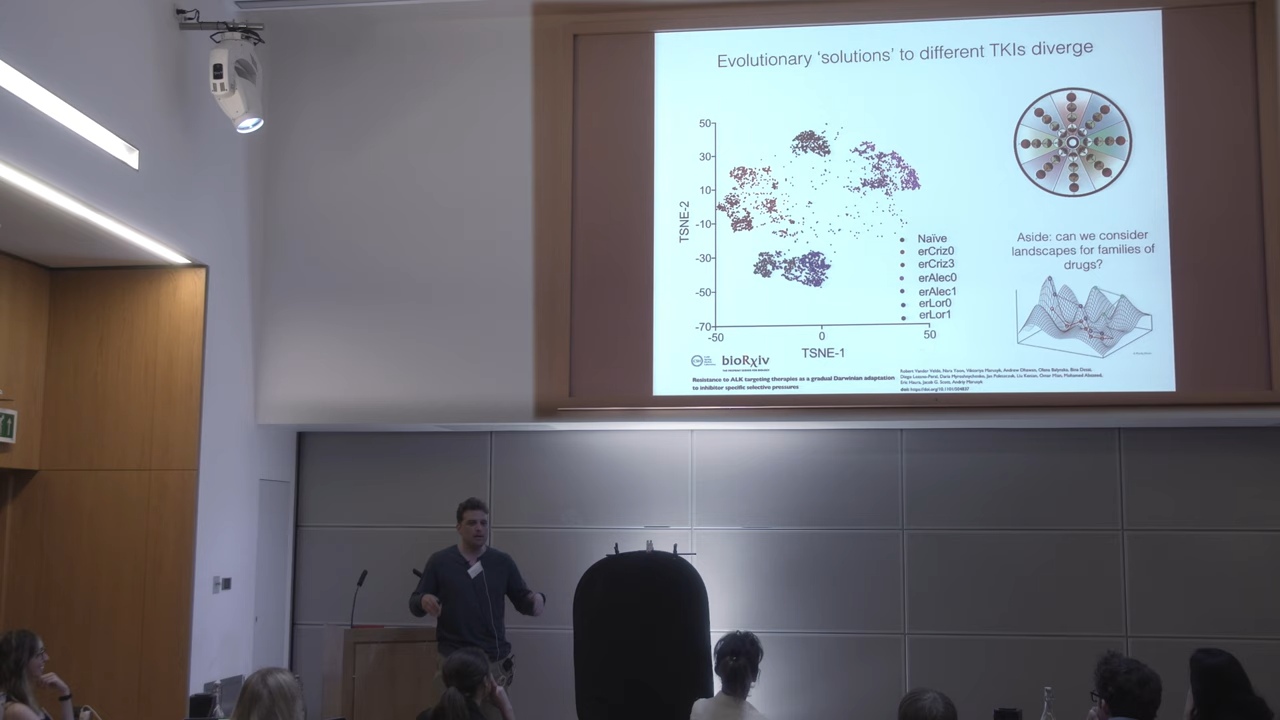 Evolutionary ‘solutions’ to different TKIs diverge
50
30
10
-10
-30
-50
-70
-50
0
50
TSNE-2
TSNE-1
Naïve
erCriz0
erCriz3
erAlec0
erAlec1
erLor0
erLor1
Aside: can we consider
landscapes for families of
drugs?
bioRxiv
Resistance to ALK targeting therapies as a gradual Darwinian adaptation
to inhibitor specific selective pressures